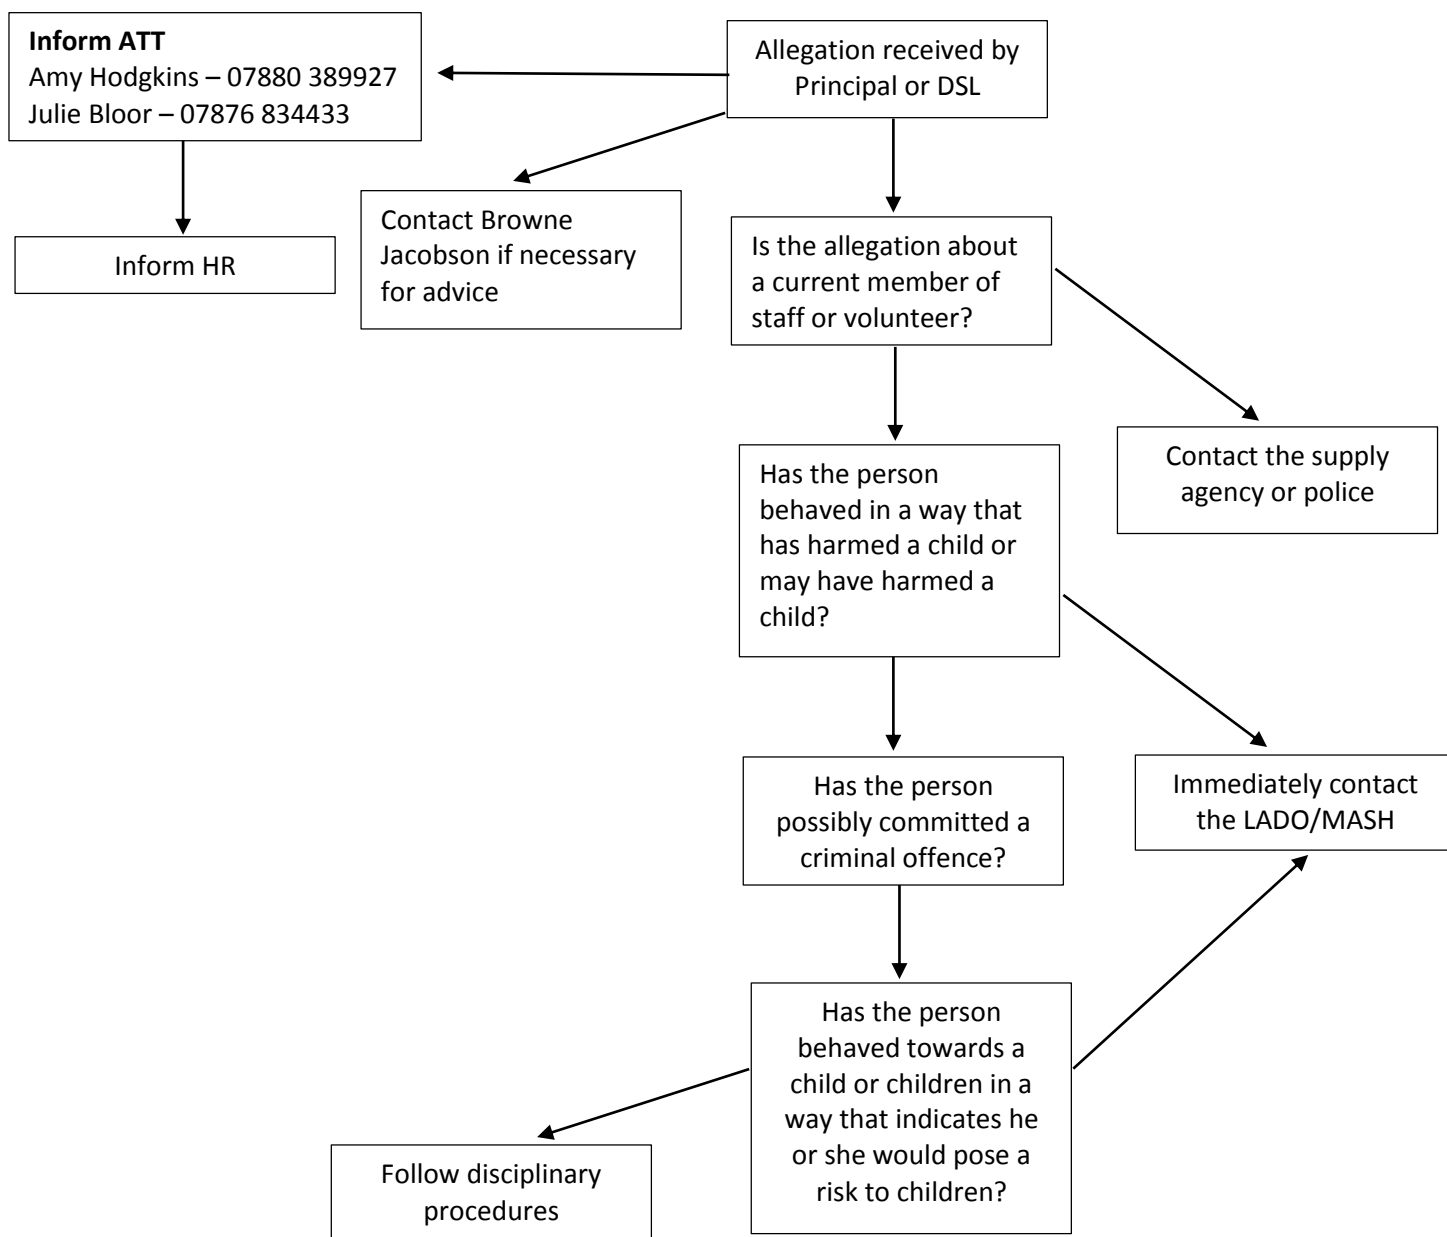 Inform ATT
Amy Hodgkins – 07880 389927
Julie Bloor – 07876 834433
Allegation received by
Principal or DSL
Inform HR
Contact Browne
Jacobson if necessary
for advice
Is the allegation about
a current member of
staff or volunteer?
Contact the supply
agency or police
Has the person
behaved in a way that
has harmed a child or
may have harmed a
child?
Has the person
possibly committed a
criminal offence?
Immediately contact
the LADO/MASH
Has the person
behaved towards a
child or children in a
way that indicates he
or she would pose a
risk to children?
Follow disciplinary
procedures